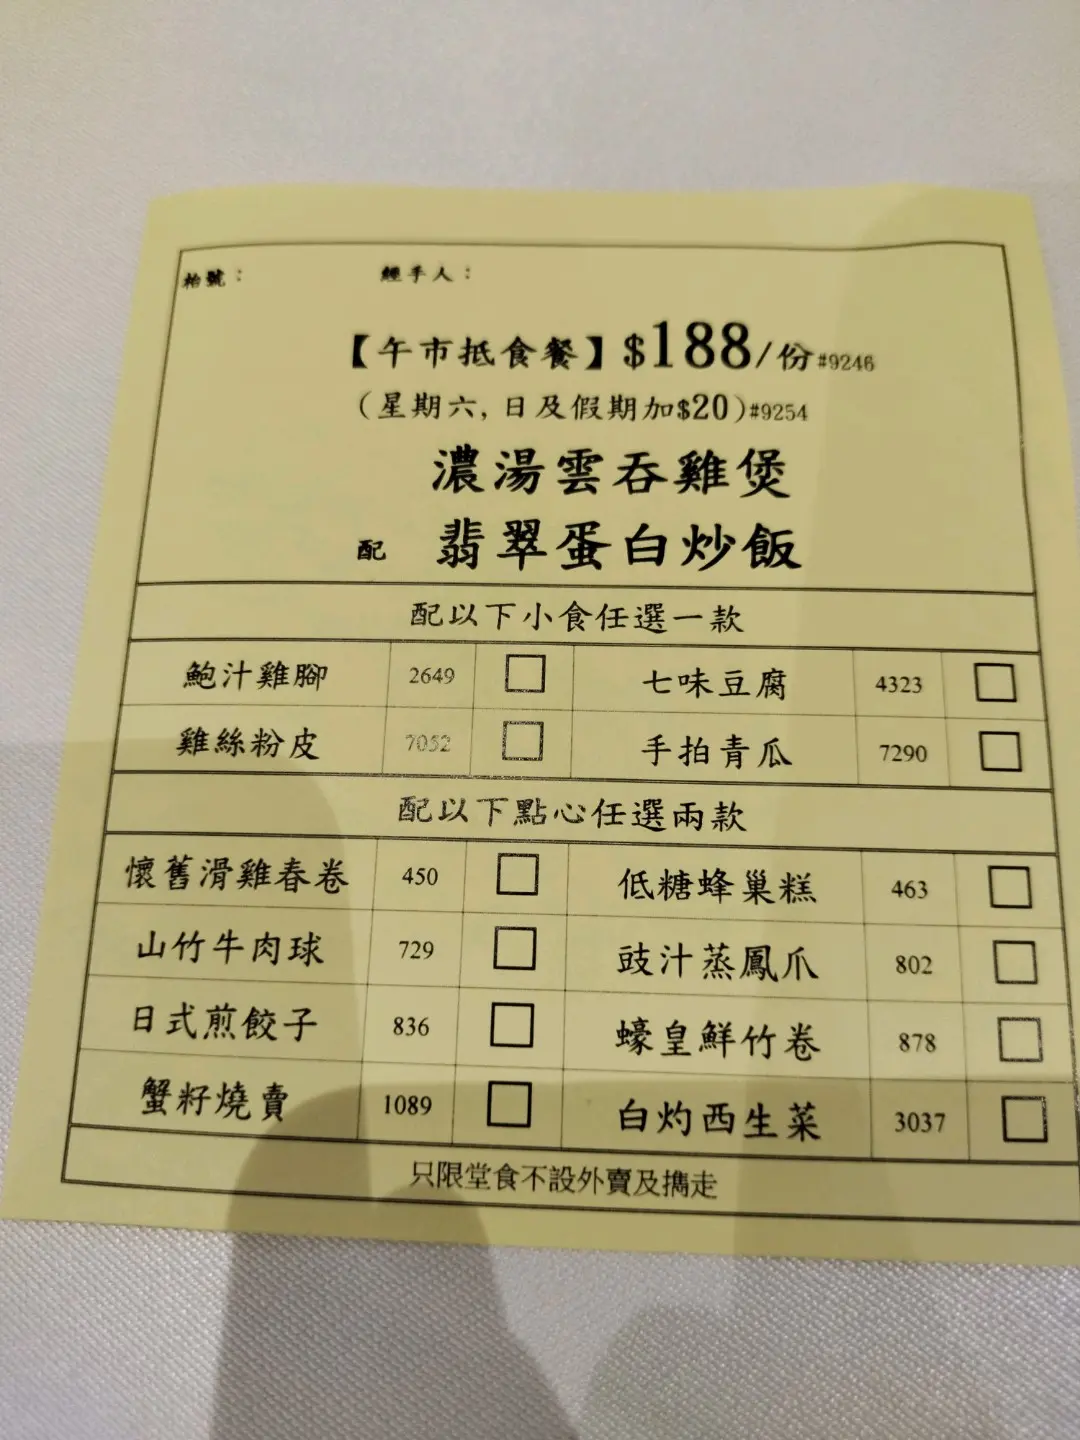 枱號：　經手人：
【午市抵食餐】$188/份#9246
（星期六, 日及假期加$20）#9254
濃湯雲吞雞煲
配 翡翠蛋白炒飯
配以下小食任選一款
鮑汁雞腳 2649 □ 七味豆腐 4323 □
雞絲粉皮 7052 □ 手拍青瓜 7290 □
配以下點心任選兩款
懷舊滑雞春卷 450 □ 低糖蜂巢糕 463 □
山竹牛肉球 729 □ 豉汁蒸鳳爪 802 □
日式煎餃子 836 □ 蠔皇鮮竹卷 878 □
蟹籽燒賣 1089 □ 白灼西生菜 3037 □
只限堂食不設外賣及擕走